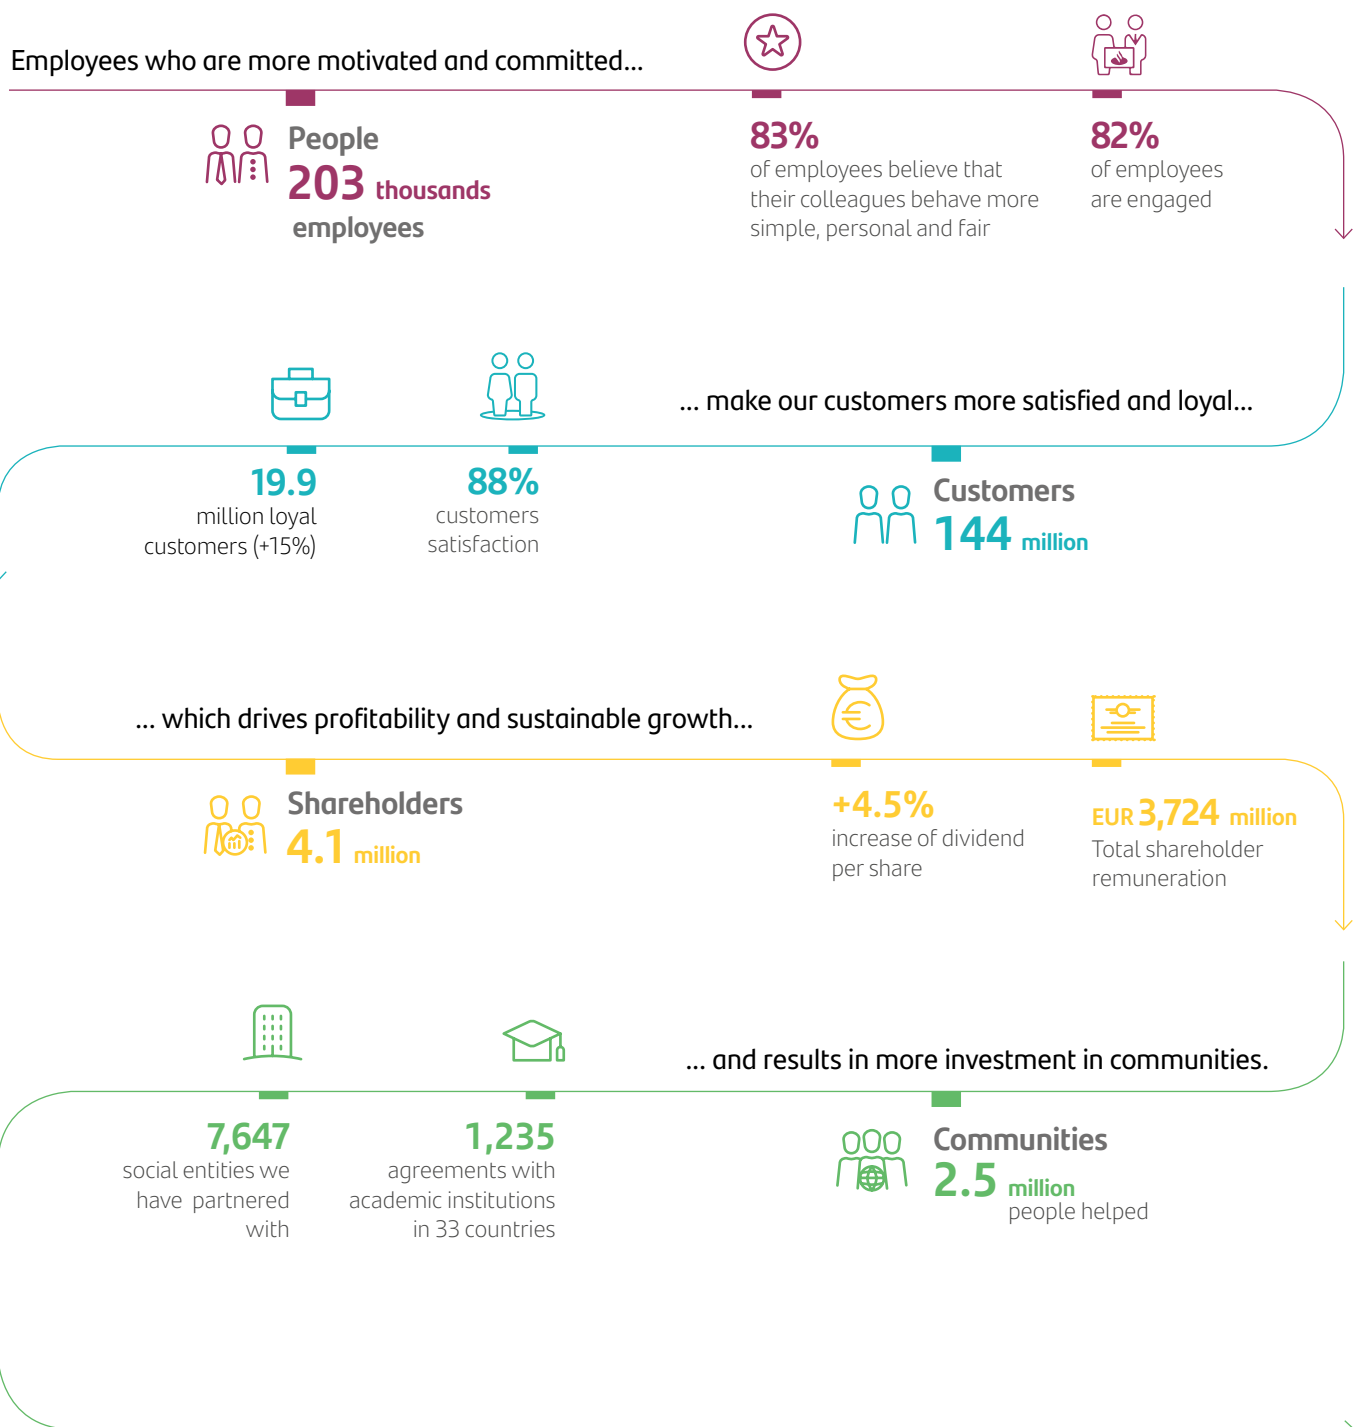 Employees who are more motivated and committed...
People
203 thousands
employees
83%
of employees believe that
their colleagues behave more
simple, personal and fair
82%
of employees
are engaged
... make our customers more satisfied and loyal...
19.9
million loyal
customers (+15%)
88%
customers
satisfaction
Customers
144 million
... which drives profitability and sustainable growth...
Shareholders
4.1 million
+4.5%
increase of dividend
per share
EUR 3,724 million
Total shareholder
remuneration
... and results in more investment in communities.
7,647
social entities we
have partnered
with
1,235
agreements with
academic institutions
in 33 countries
Communities
2.5 million
people helped